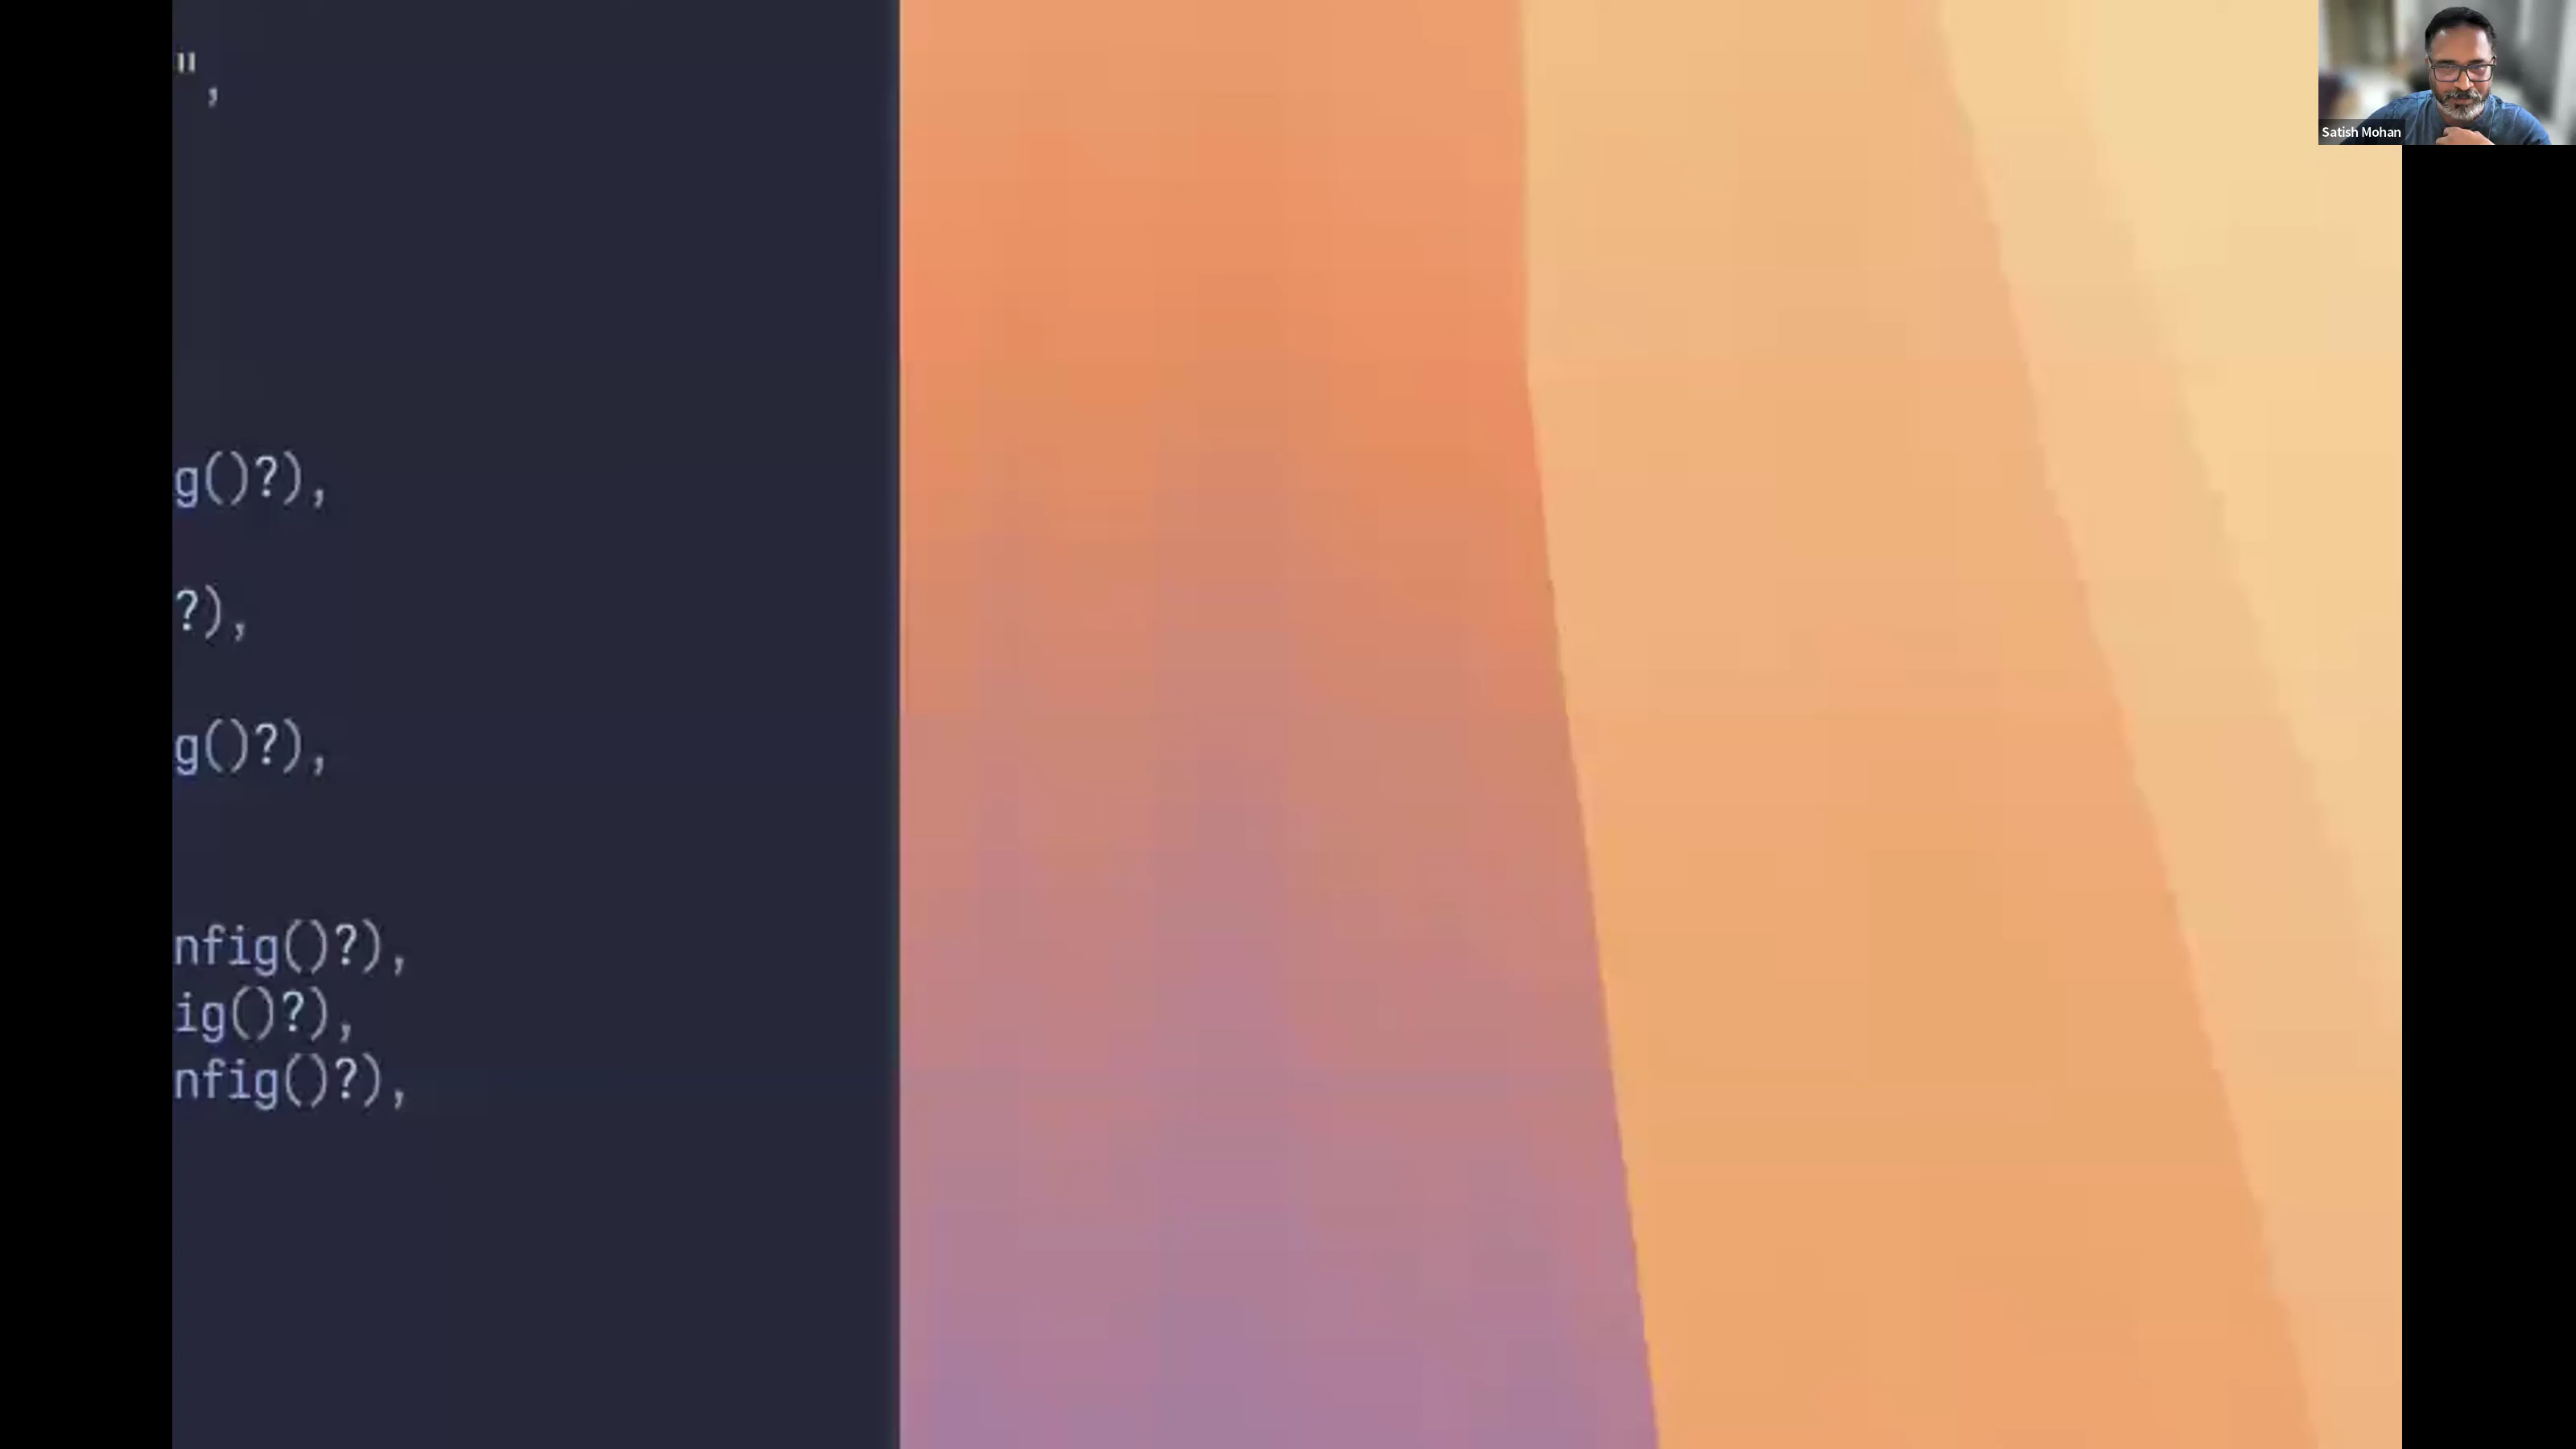 ",
g()?),
?),
g()?),
nfig()?),
ig()?),
nfig()?),
Satish Mohan